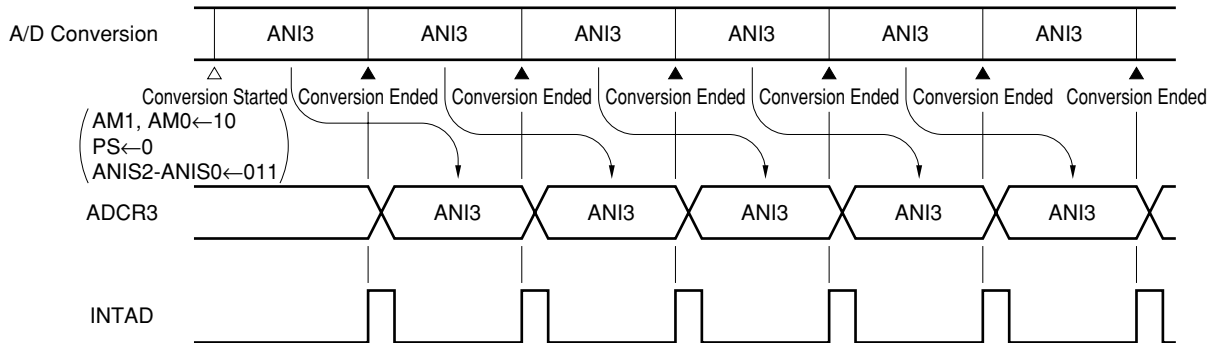 A/D Conversion ANI3 ANI3 ANI3 ANI3 ANI3 ANI3
Conversion Started Conversion Ended Conversion Ended Conversion Ended Conversion Ended Conversion Ended Conversion Ended
AM1, AM0←10
PS←0
ANIS2-ANIS0←011
ADCR3 ANI3 ANI3 ANI3 ANI3 ANI3
INTAD